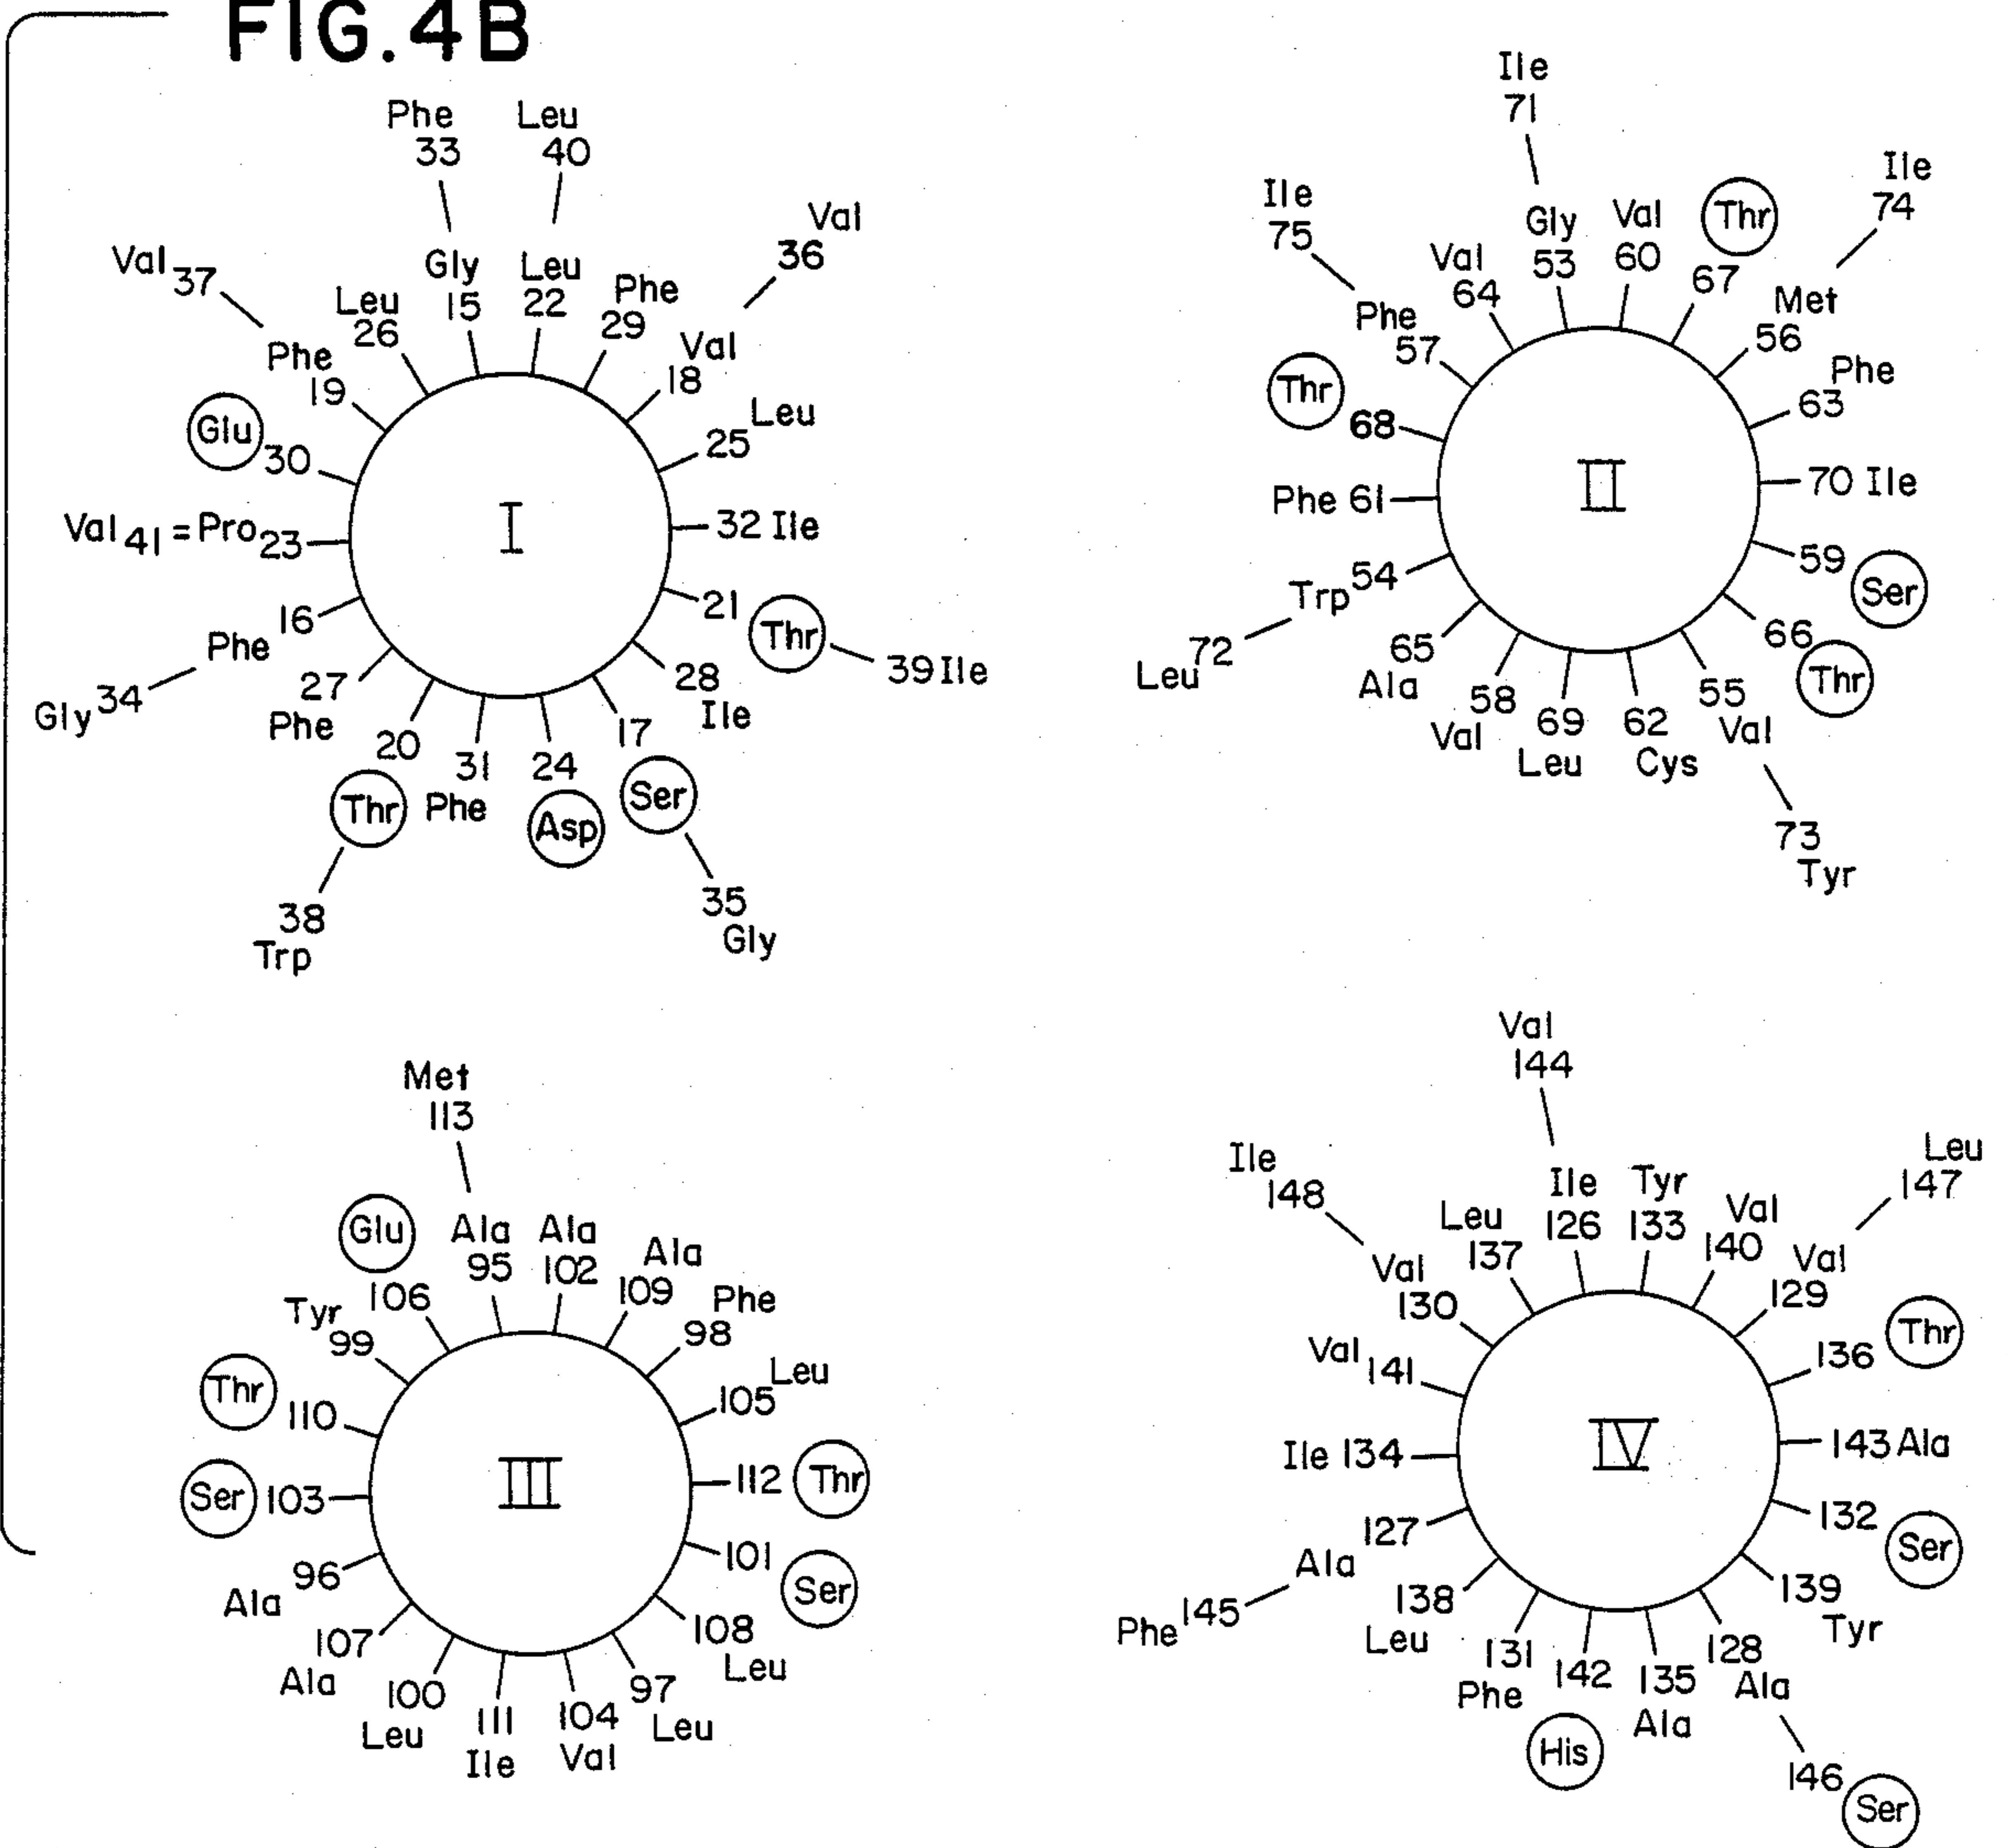 FIG.4B
Phe 33
Leu 40
Val 36
Val 37
Leu 26
Gly 15
Leu 22
Phe 29
Val 18
Phe 19
Leu 25
Glu 30
32 Ile
Val 41 = Pro 23
I
21 Thr
39 Ile
16 Phe
Gly 34
28 Ile
27 Phe
20 Thr
31 Phe
24 Asp
17 Ser
38 Trp
35 Gly
Ile 71
Ile 74
Ile 75
Gly 53
Val 60
Thr 67
Val 64
Met 56
Phe 57
Phe 63
Thr 68
70 Ile
Phe 61
II
59 Ser
Trp 54
Leu 72
66 Thr
65 Ala
58 Val
69 Leu
62 Cys
55 Val
73 Tyr
Met 113
Glu 106
Ala 95
Ala 102
Ala 109
Phe 98
Tyr 99
Leu 105
Thr 110
112 Thr
Ser 103
III
101 Ser
96 Ala
108 Leu
107 Ala
100 Leu
111 Ile
104 Val
97 Leu
Val 144
Ile 148
Leu 147
Leu 137
Ile 126
Tyr 133
Val 140
Val 129
Val 130
136 Thr
Val 141
143 Ala
Ile 134
IV
132 Ser
127 Ala
Phe 145
139 Tyr
138 Leu
131 Phe
142 His
135 Ala
128 Ala
146 Ser